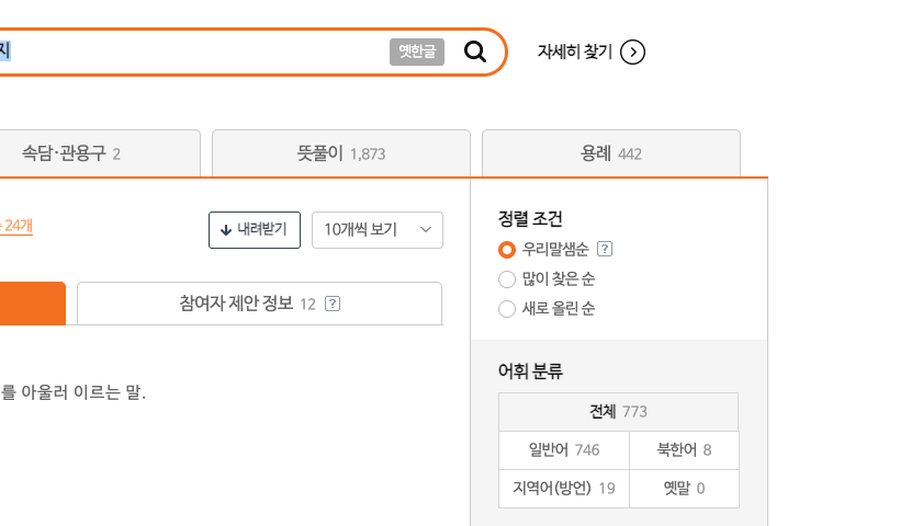 지
옛한글
자세히 찾기
속담·관용구 2
뜻풀이 1,873
용례 442
24개
내려받기
10개씩 보기
참여자 제안 정보 12 ?
를 아울러 이르는 말.
정렬 조건
우리말샘순 ?
많이 찾은 순
새로 올린 순
어휘 분류
전체 773
일반어 746
북한어 8
지역어(방언) 19
옛말 0